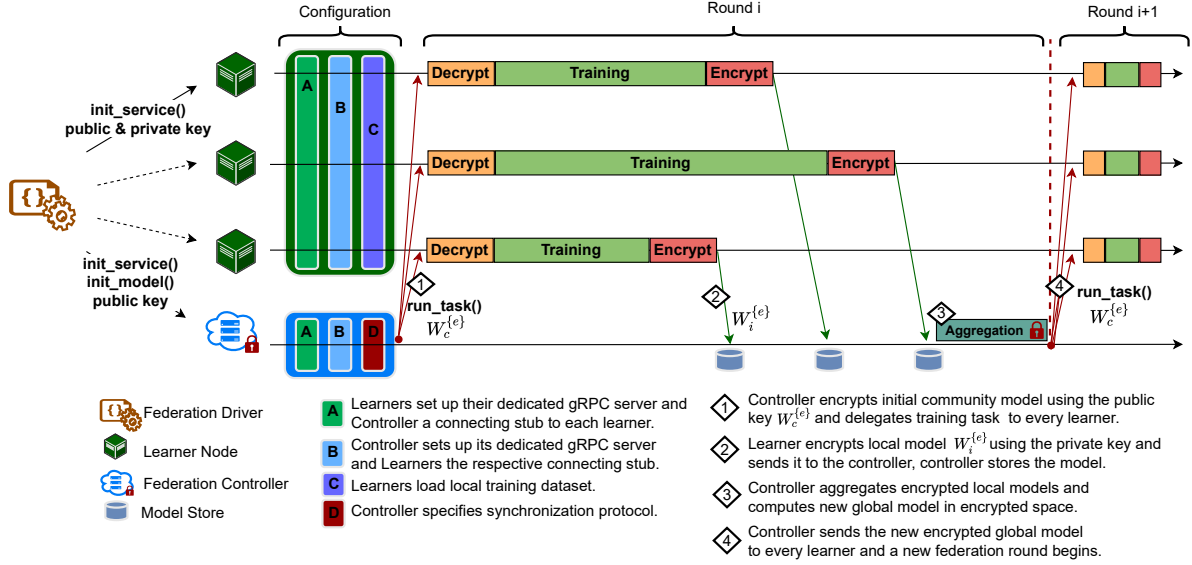 Configuration
Round i
Round i+1
A
B
C
Decrypt
Training
Encrypt
init_service()
public & private key
Decrypt
Training
Encrypt
{}
Decrypt
Training
Encrypt
init_service()
init_model()
public key
1
run_task()
W_c^{e}
2
W_i^{e}
3
Aggregation
4
run_task()
W_c^{e}
A
B
D
{}
Federation Driver
Learner Node
Federation Controller
Model Store
A
Learners set up their dedicated gRPC server and
Controller a connecting stub to each learner.
B
Controller sets up its dedicated gRPC server
and Learners the respective connecting stub.
C
Learners load local training dataset.
D
Controller specifies synchronization protocol.
1
Controller encrypts initial community model using the public
key W_c^{e} and delegates training task to every learner.
2
Learner encrypts local model W_i^{e} using the private key and
sends it to the controller, controller stores the model.
3
Controller aggregates encrypted local models and
computes new global model in encrypted space.
4
Controller sends the new encrypted global model
to every learner and a new federation round begins.